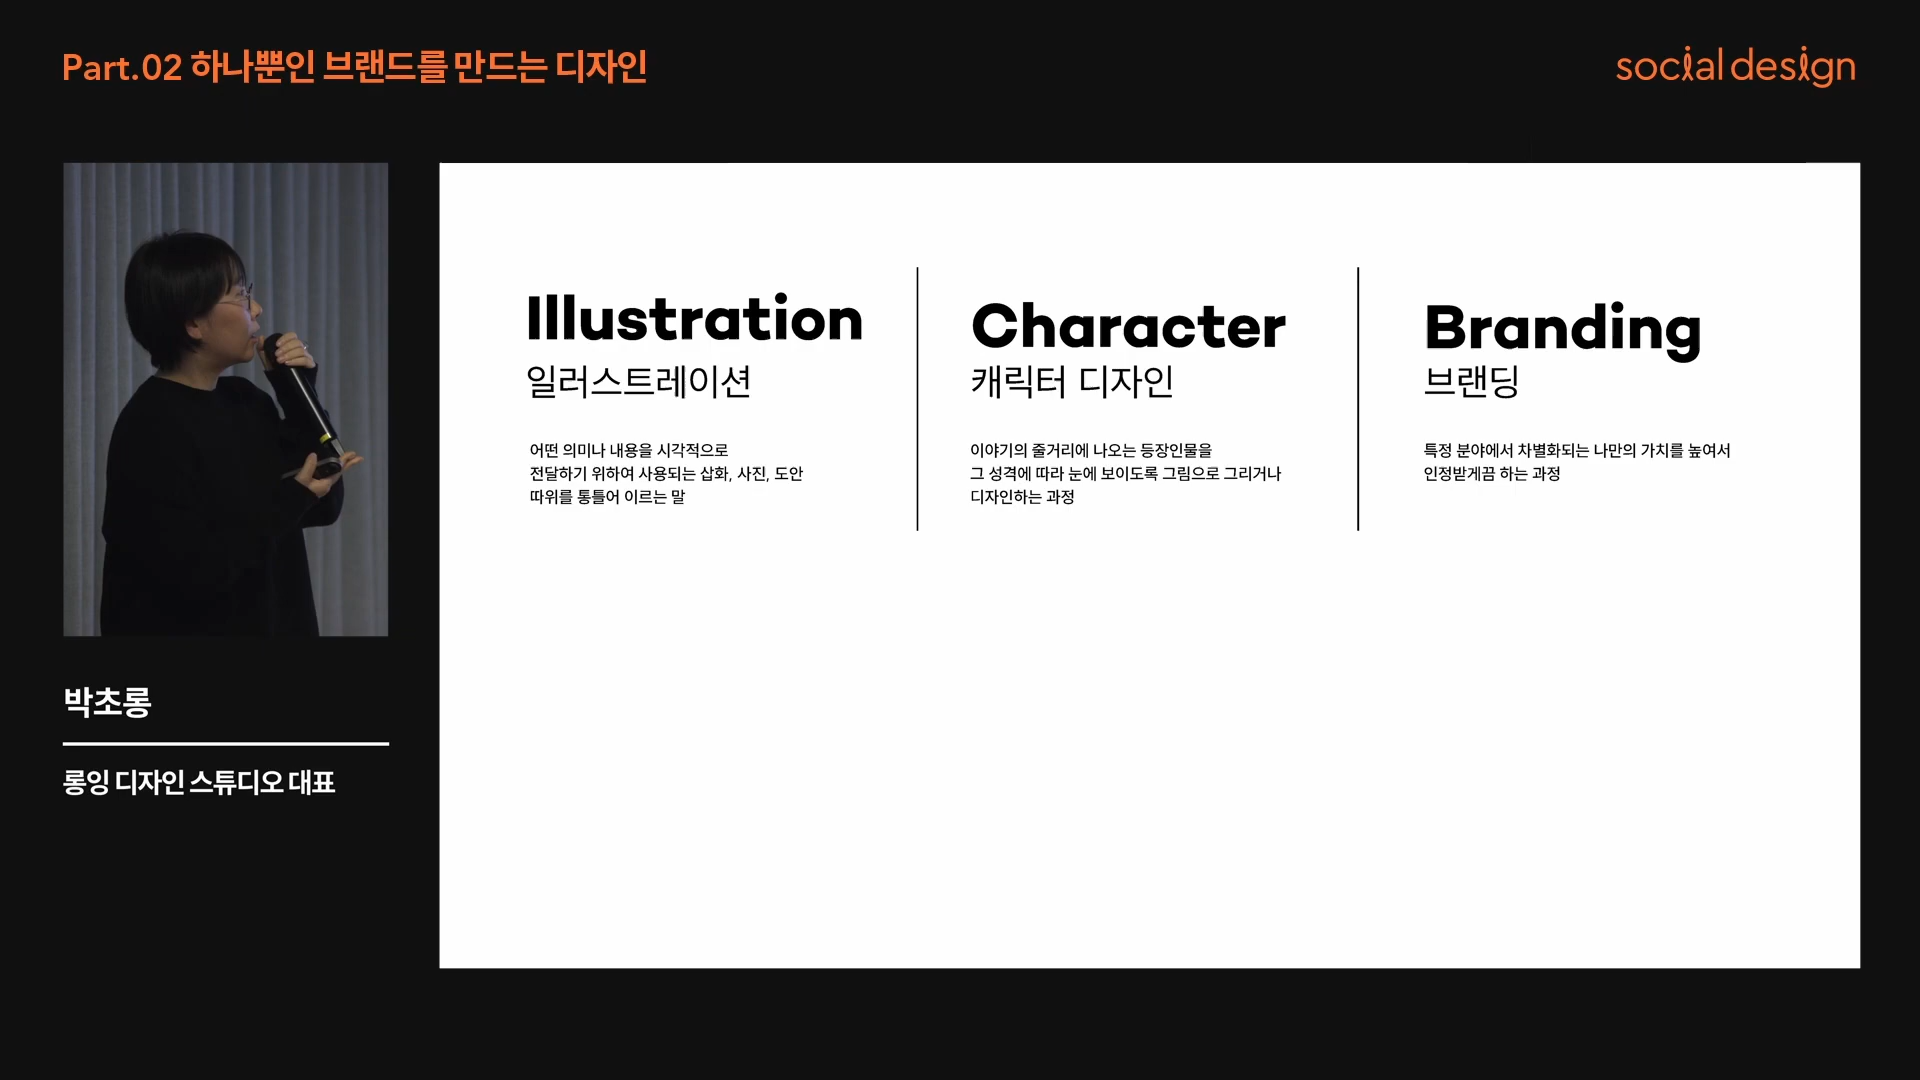 Part.02 하나뿐인 브랜드를 만드는 디자인
social design
Illustration
일러스트레이션
어떤 의미나 내용을 시각적으로
전달하기 위하여 사용되는 삽화, 사진, 도안
따위를 통틀어 이르는 말
Character
캐릭터 디자인
이야기의 줄거리에 나오는 등장인물을
그 성격에 따라 눈에 보이도록 그림으로 그리거나
디자인하는 과정
Branding
브랜딩
특정 분야에서 차별화되는 나만의 가치를 높여서
인정받게끔 하는 과정
박초롱
롱잉 디자인 스튜디오 대표